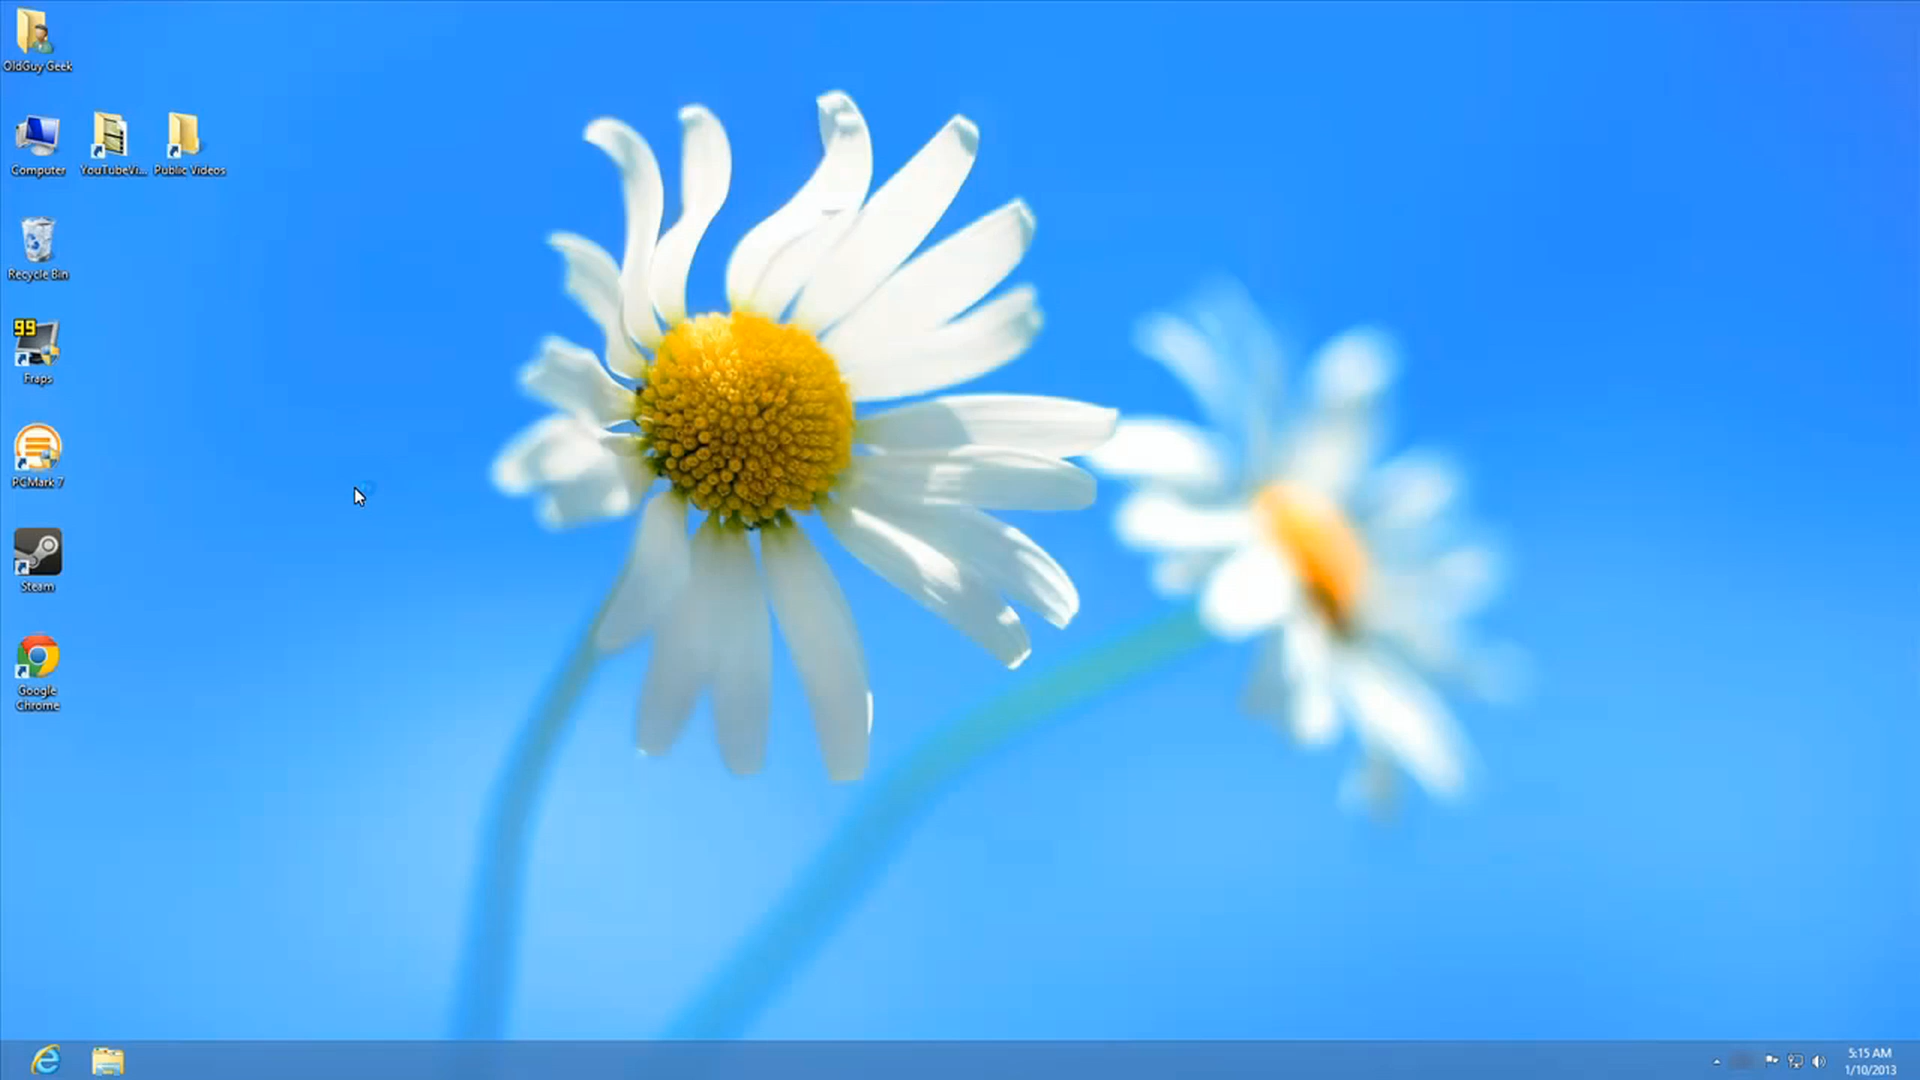 OldGuy Geek
Computer
YouTubeVi...
Public Videos
Recycle Bin
99
Fraps
PCMark 7
Steam
Google
Chrome
5:15 AM
1/10/2013